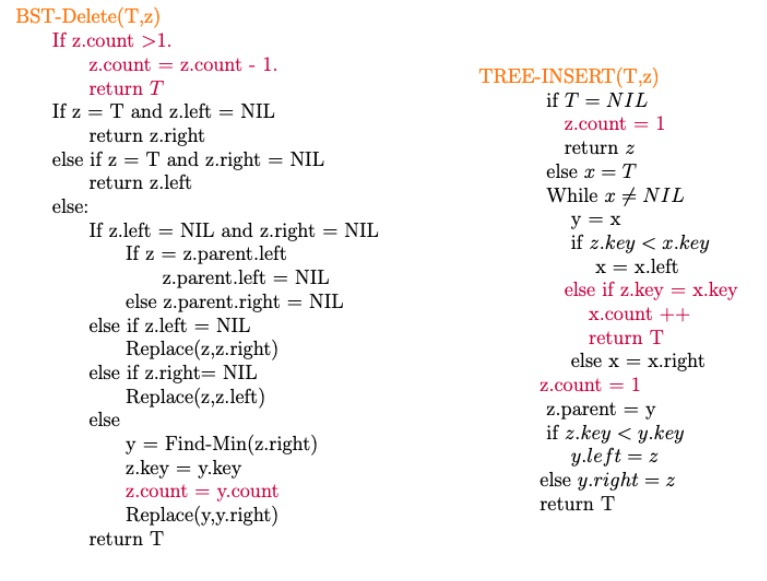 BST-Delete(T,z)
If z.count >1.
z.count = z.count - 1.
return T
If z = T and z.left = NIL
return z.right
else if z = T and z.right = NIL
return z.left
else:
If z.left = NIL and z.right = NIL
If z = z.parent.left
z.parent.left = NIL
else z.parent.right = NIL
else if z.left = NIL
Replace(z,z.right)
else if z.right= NIL
Replace(z,z.left)
else
y = Find-Min(z.right)
z.key = y.key
z.count = y.count
Replace(y,y.right)
return T
TREE-INSERT(T,z)
if T = NIL
z.count = 1
return z
else x = T
While x ≠ NIL
y = x
if z.key < x.key
x = x.left
else if z.key = x.key
x.count ++
return T
else x = x.right
z.count = 1
z.parent = y
if z.key < y.key
y.left = z
else y.right = z
return T